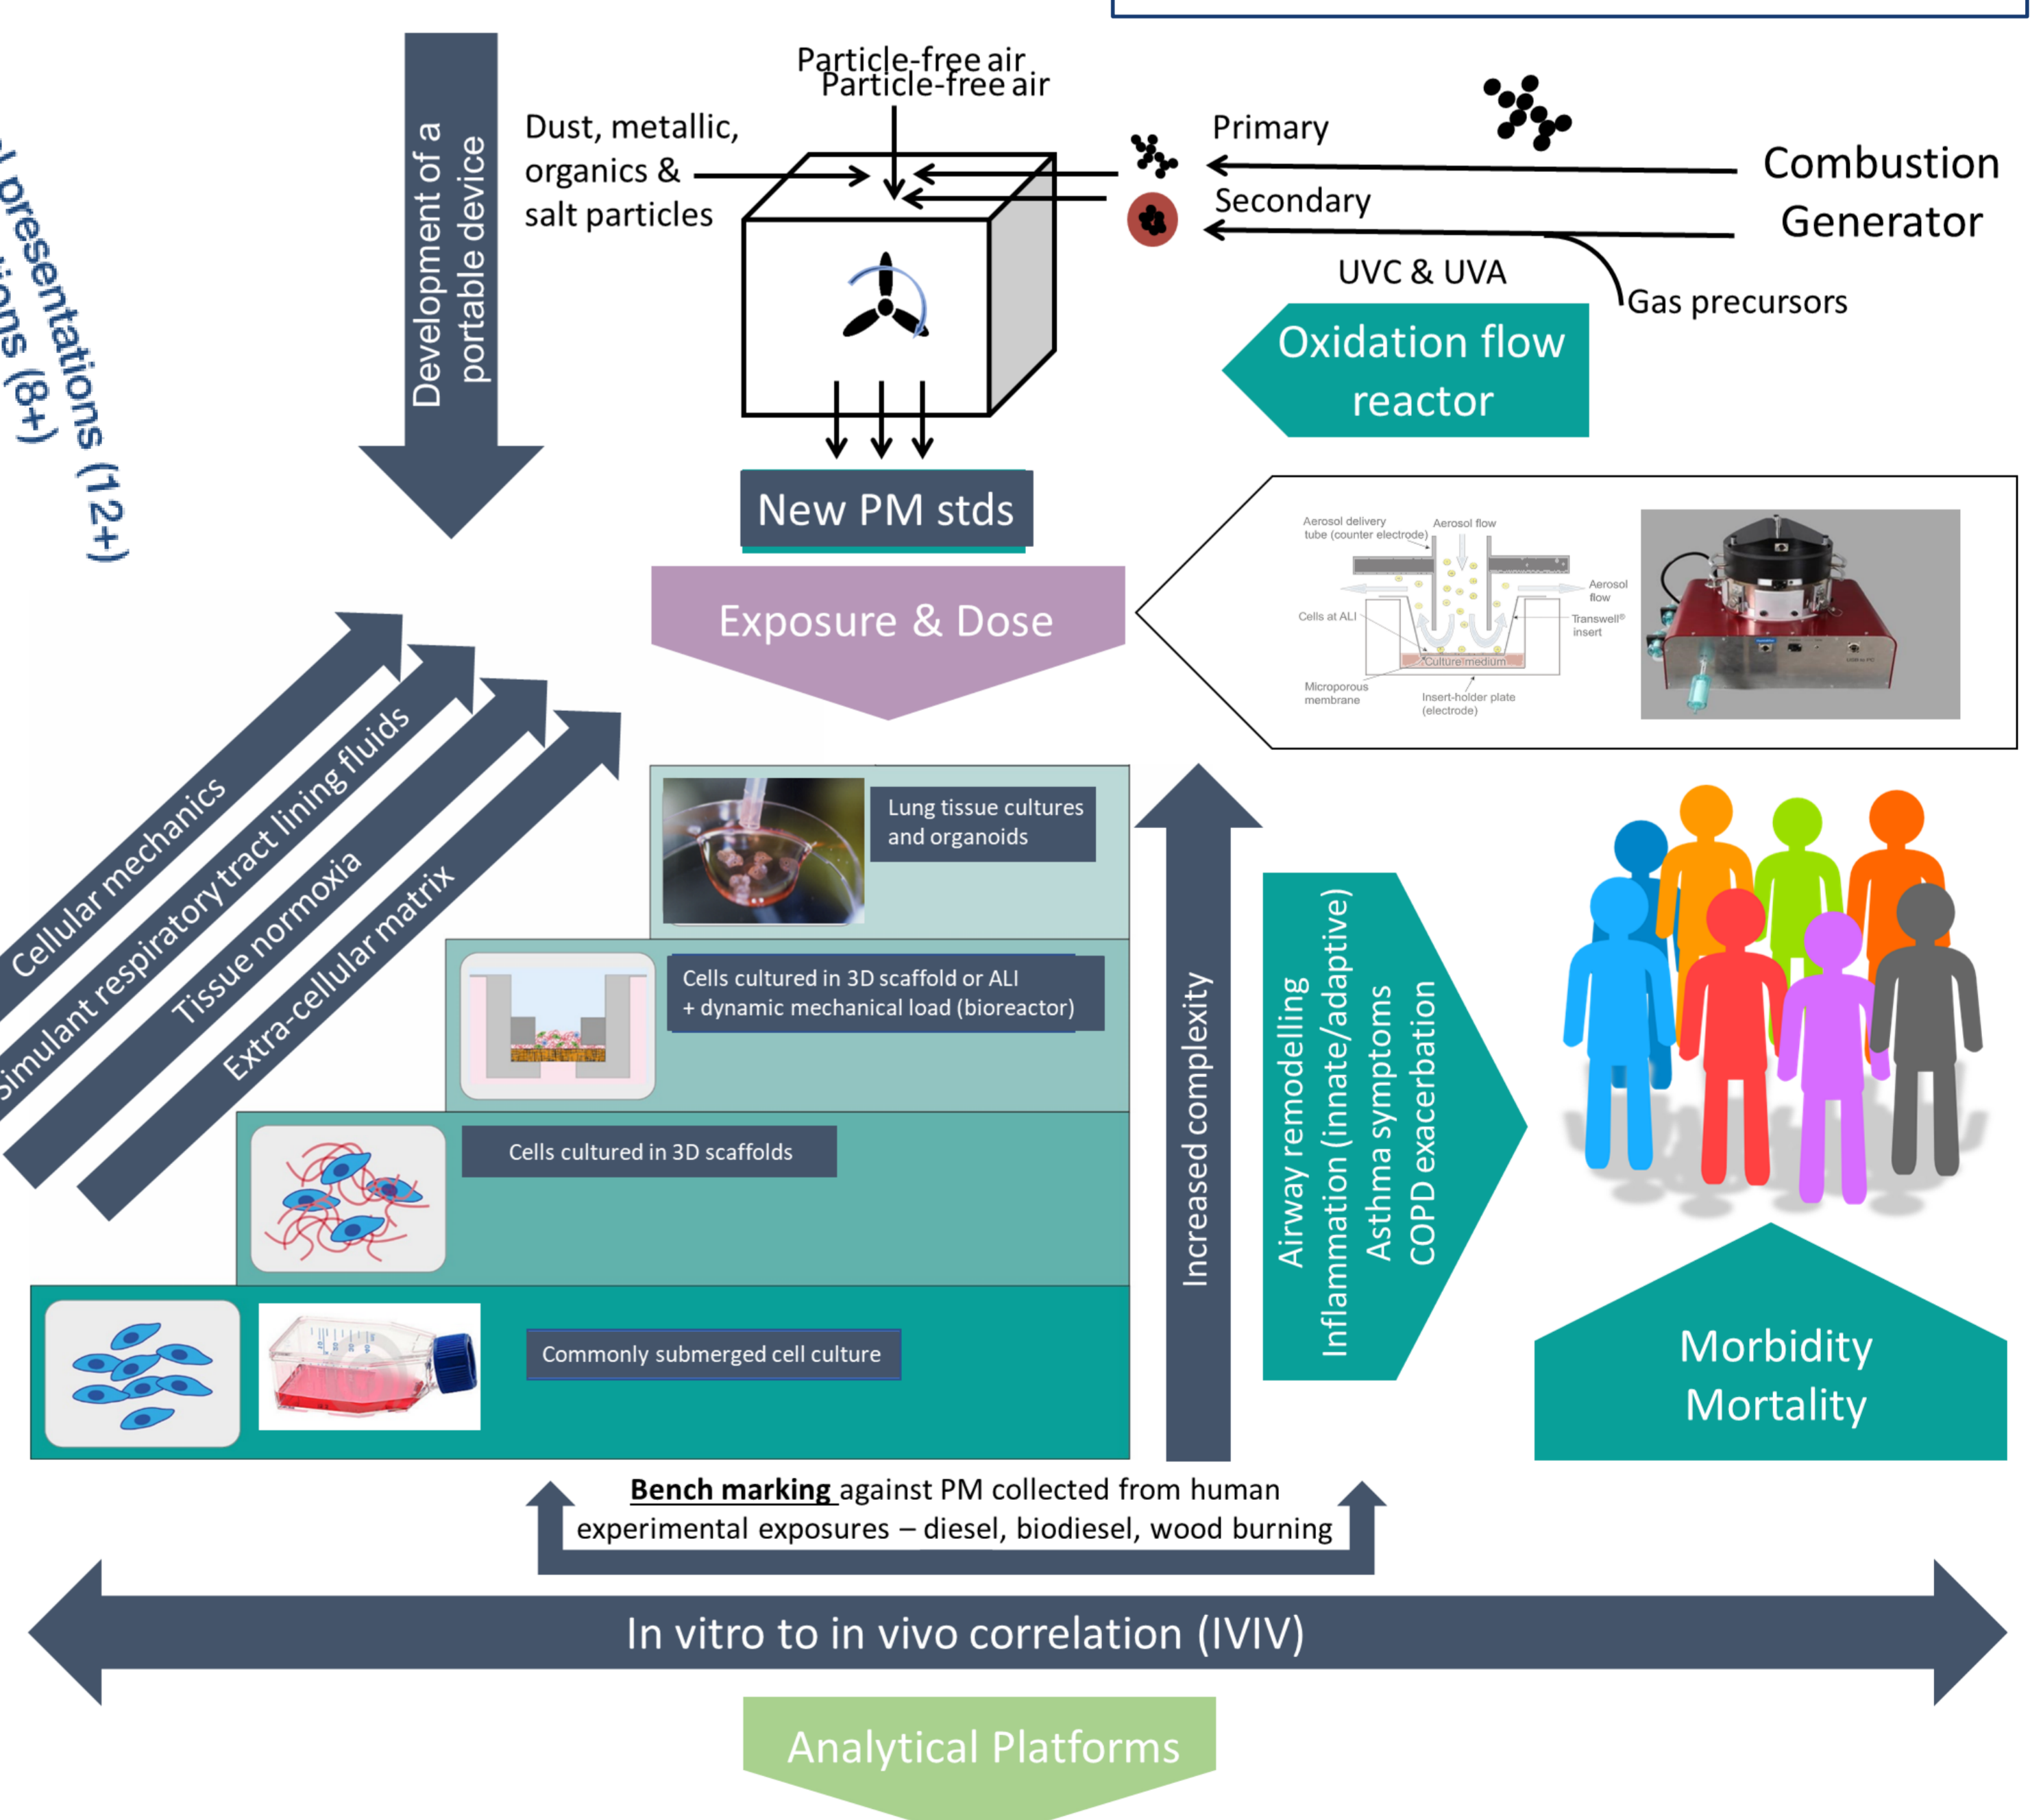 presentations (12+)
(8+)
Development of a
portable device
Particle-free air
Particle-free air
Dust, metallic,
organics &
salt particles
Primary
Secondary
Combustion
Generator
UVC & UVA
Gas precursors
Oxidation flow
reactor
New PM stds
Exposure & Dose
Aerosol delivery
tube (counter electrode)
Aerosol flow
Aerosol
flow
Cells at ALI
Transwell®
insert
Culture medium
Microporous
membrane
Insert-holder plate
(electrode)
Cellular mechanics
Simulant respiratory tract lining fluids
Tissue normoxia
Extra-cellular matrix
Lung tissue cultures
and organoids
Cells cultured in 3D scaffold or ALI
+ dynamic mechanical load (bioreactor)
Cells cultured in 3D scaffolds
Commonly submerged cell culture
Increased complexity
Airway remodelling
Inflammation (innate/adaptive)
Asthma symptoms
COPD exacerbation
Morbidity
Mortality
Bench marking against PM collected from human
experimental exposures – diesel, biodiesel, wood burning
In vitro to in vivo correlation (IVIV)
Analytical Platforms